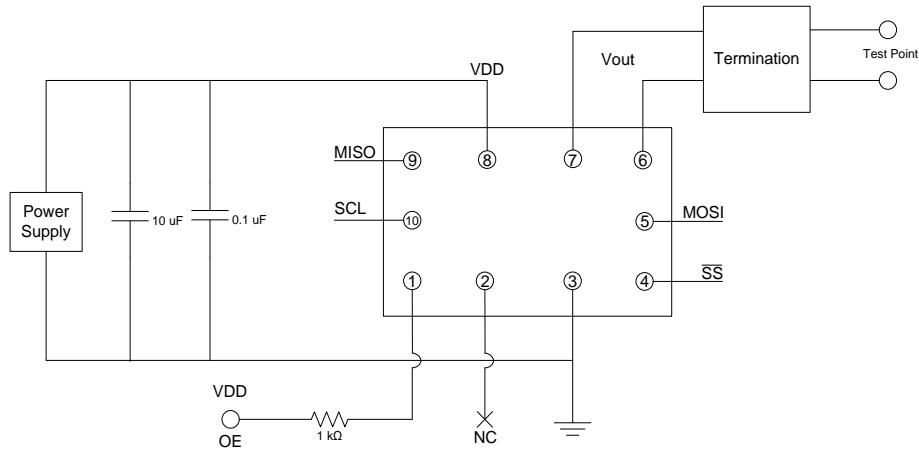 Vout
Termination
Test Point
VDD
MISO
9
8
7
6
Power
Supply
10 uF
0.1 uF
SCL
10
5
MOSI
1
2
3
4
SS
VDD
OE
1 kΩ
NC